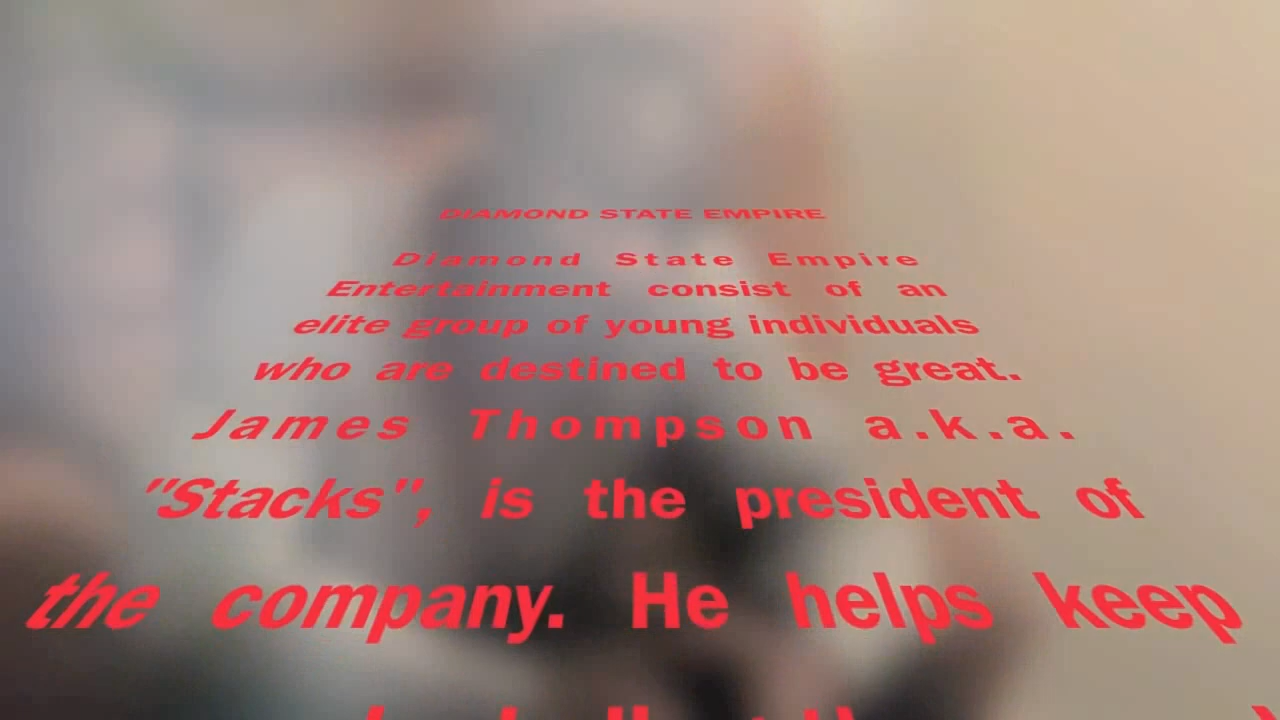 DIAMOND STATE EMPIRE
Diamond State Empire
Entertainment consist of an
elite group of young individuals
who are destined to be great.
James Thompson a.k.a.
"Stacks", is the president of
the company. He helps keep